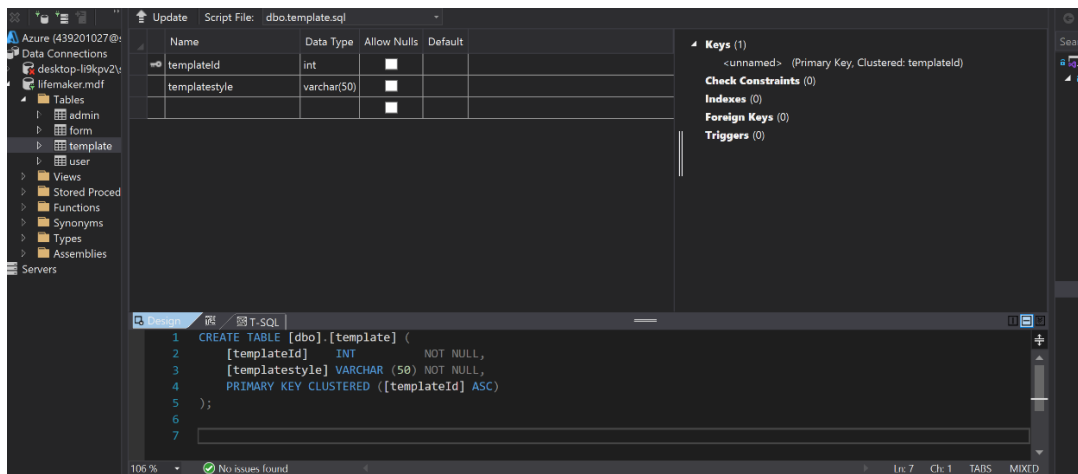 Update Script File: dbo.template.sql
Azure (439201027@s
Data Connections
desktop-li9kpv2\s
lifemaker.mdf
Tables
admin
form
template
user
Views
Stored Proced
Functions
Synonyms
Types
Assemblies
Servers
Name Data Type Allow Nulls Default
templateId int
templatestyle varchar(50)
Keys (1)
<unnamed> (Primary Key, Clustered: templateId)
Check Constraints (0)
Indexes (0)
Foreign Keys (0)
Triggers (0)
Sea
Design T-SQL
1 CREATE TABLE [dbo].[template] (
2 [templateId] INT NOT NULL,
3 [templatestyle] VARCHAR (50) NOT NULL,
4 PRIMARY KEY CLUSTERED ([templateId] ASC)
5 );
6
7
106 % No issues found Ln: 7 Ch: 1 TABS MIXED